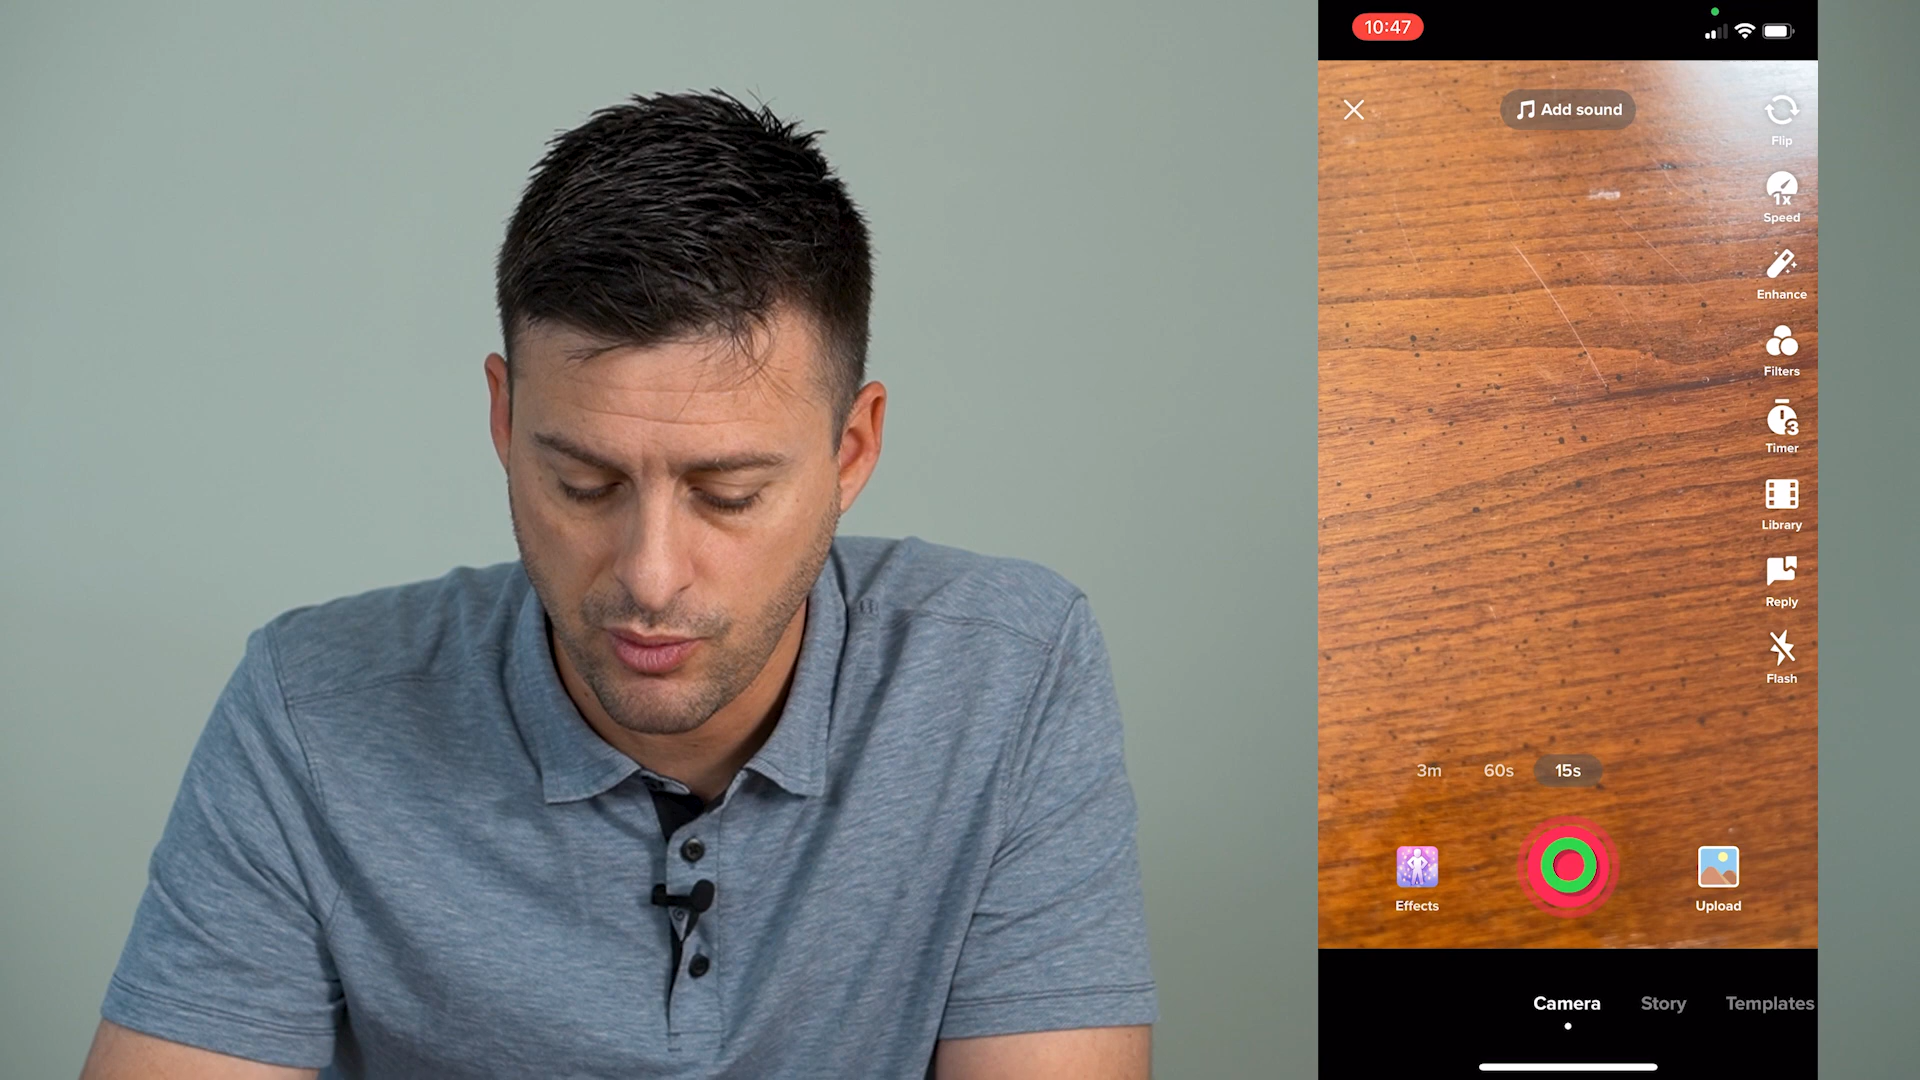 10:47
Add sound
Flip
1x
Speed
Enhance
Filters
3
Timer
Library
Reply
Flash
3m 60s 15s
Effects
Upload
Camera Story Templates